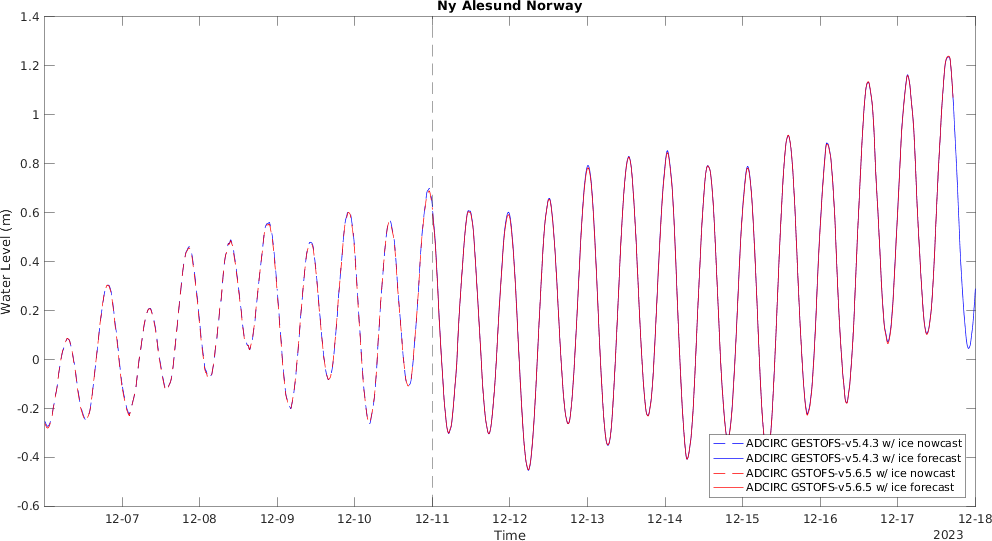 Ny Alesund Norway
Water Level (m)
1.4
1.2
1
0.8
0.6
0.4
0.2
0
-0.2
-0.4
-0.6
ADCIRC GESTOFS-v5.4.3 w/ ice nowcast
ADCIRC GESTOFS-v5.4.3 w/ ice forecast
ADCIRC GSTOFS-v5.6.5 w/ ice nowcast
ADCIRC GSTOFS-v5.6.5 w/ ice forecast
12-07 12-08 12-09 12-10 12-11 12-12 12-13 12-14 12-15 12-16 12-17 12-18
Time
2023